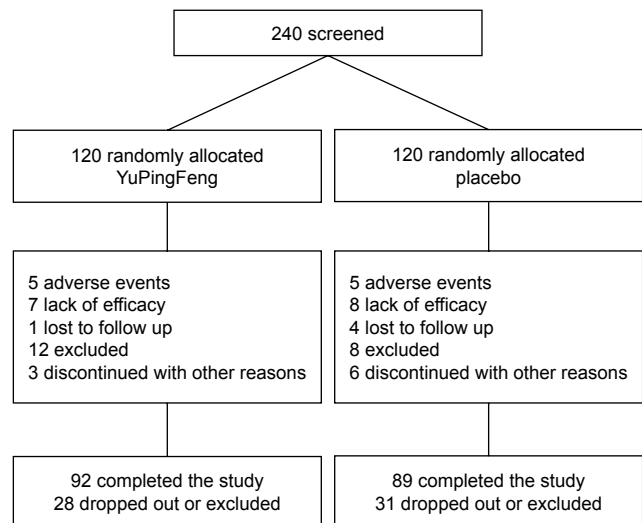 240 screened
120 randomly allocated
YuPingFeng
120 randomly allocated
placebo
5 adverse events
7 lack of efficacy
1 lost to follow up
12 excluded
3 discontinued with other reasons
5 adverse events
8 lack of efficacy
4 lost to follow up
8 excluded
6 discontinued with other reasons
92 completed the study
28 dropped out or excluded
89 completed the study
31 dropped out or excluded